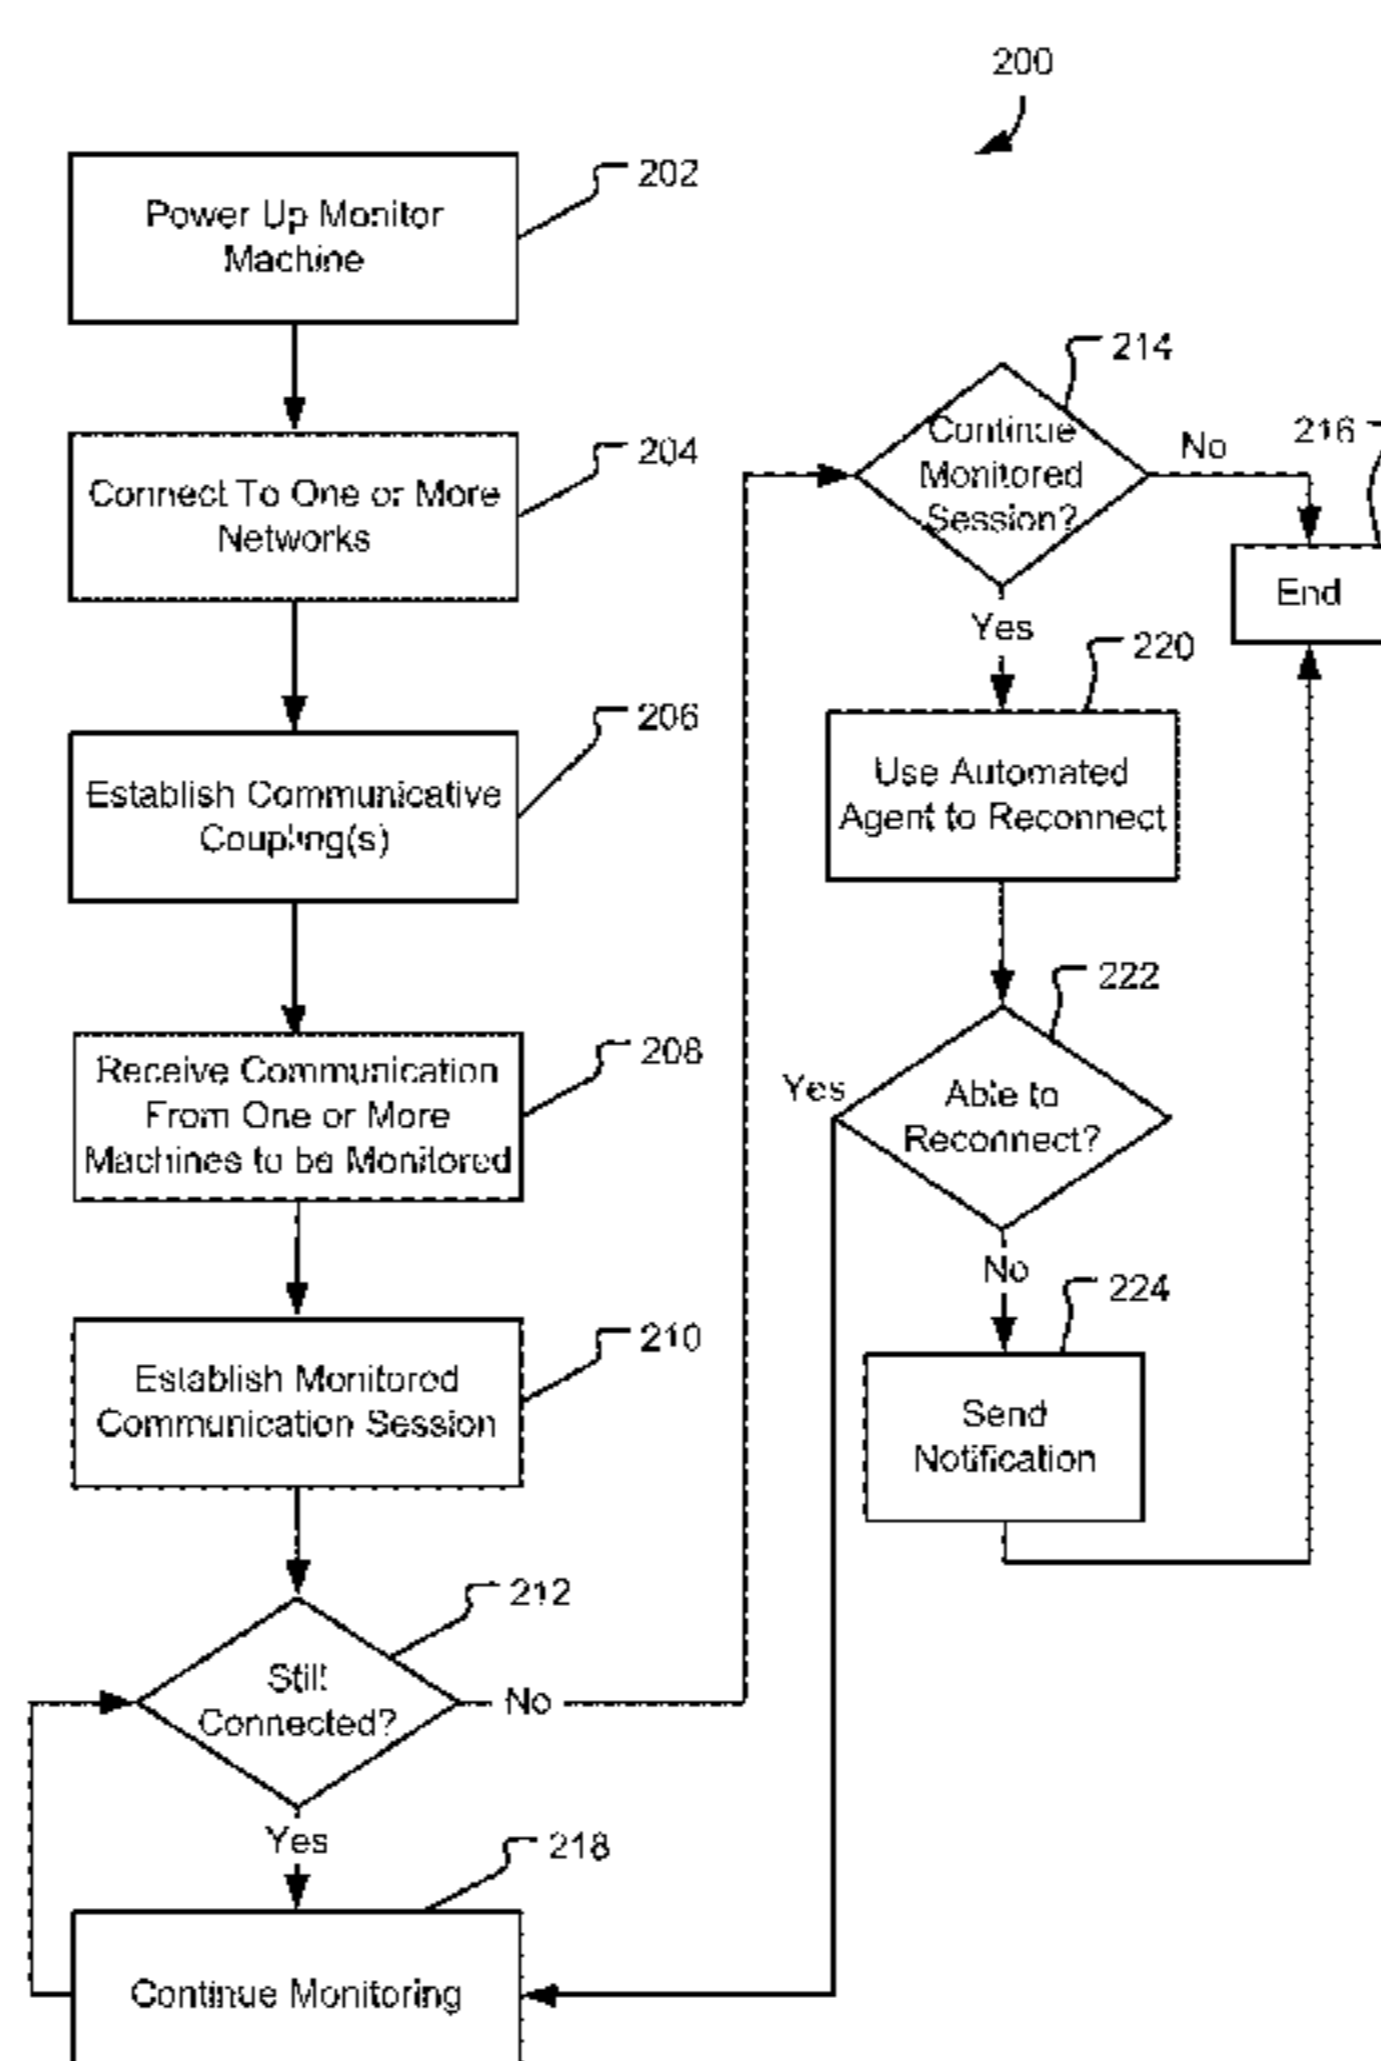 200
202
Power Up Monitor
Machine
204
Connect To One or More
Networks
206
Establish Communicative
Coupling(s)
208
Receive Communication
From One or More
Machines to be Monitored
210
Establish Monitored
Communication Session
212
Still
Connected?
No
Yes
218
Continue Monitoring
214
Continue
Monitored
Session?
No
216
End
Yes
220
Use Automated
Agent to Reconnect
222
Able to
Reconnect?
Yes
No
224
Send
Notification